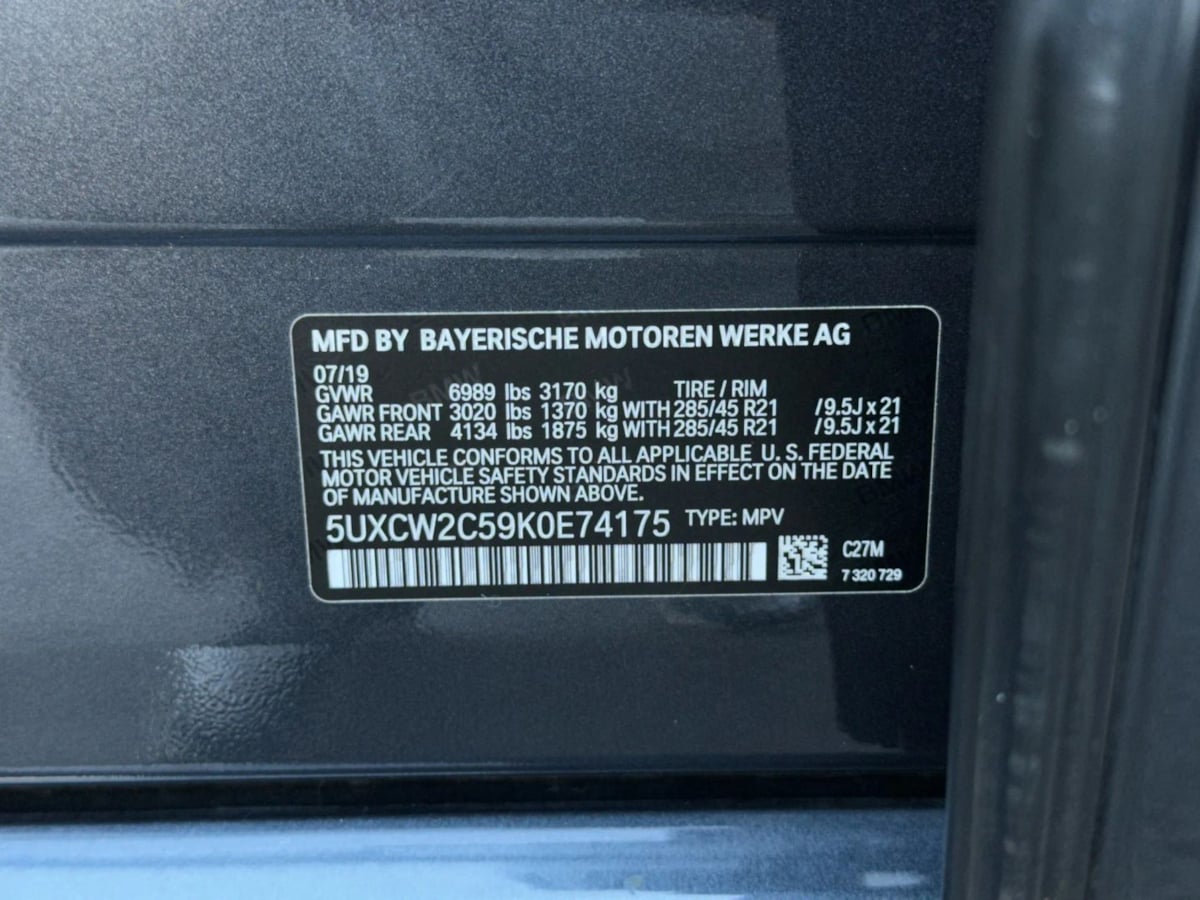 MFD BY BAYERISCHE MOTOREN WERKE AG
07/19
GVWR 6989 lbs 3170 kg TIRE / RIM
GAWR FRONT 3020 lbs 1370 kg WITH 285/45 R21 /9.5J x 21
GAWR REAR 4134 lbs 1875 kg WITH 285/45 R21 /9.5J x 21
THIS VEHICLE CONFORMS TO ALL APPLICABLE U. S. FEDERAL
MOTOR VEHICLE SAFETY STANDARDS IN EFFECT ON THE DATE
OF MANUFACTURE SHOWN ABOVE.
5UXCW2C59K0E74175 TYPE: MPV
C27M
7 320 729